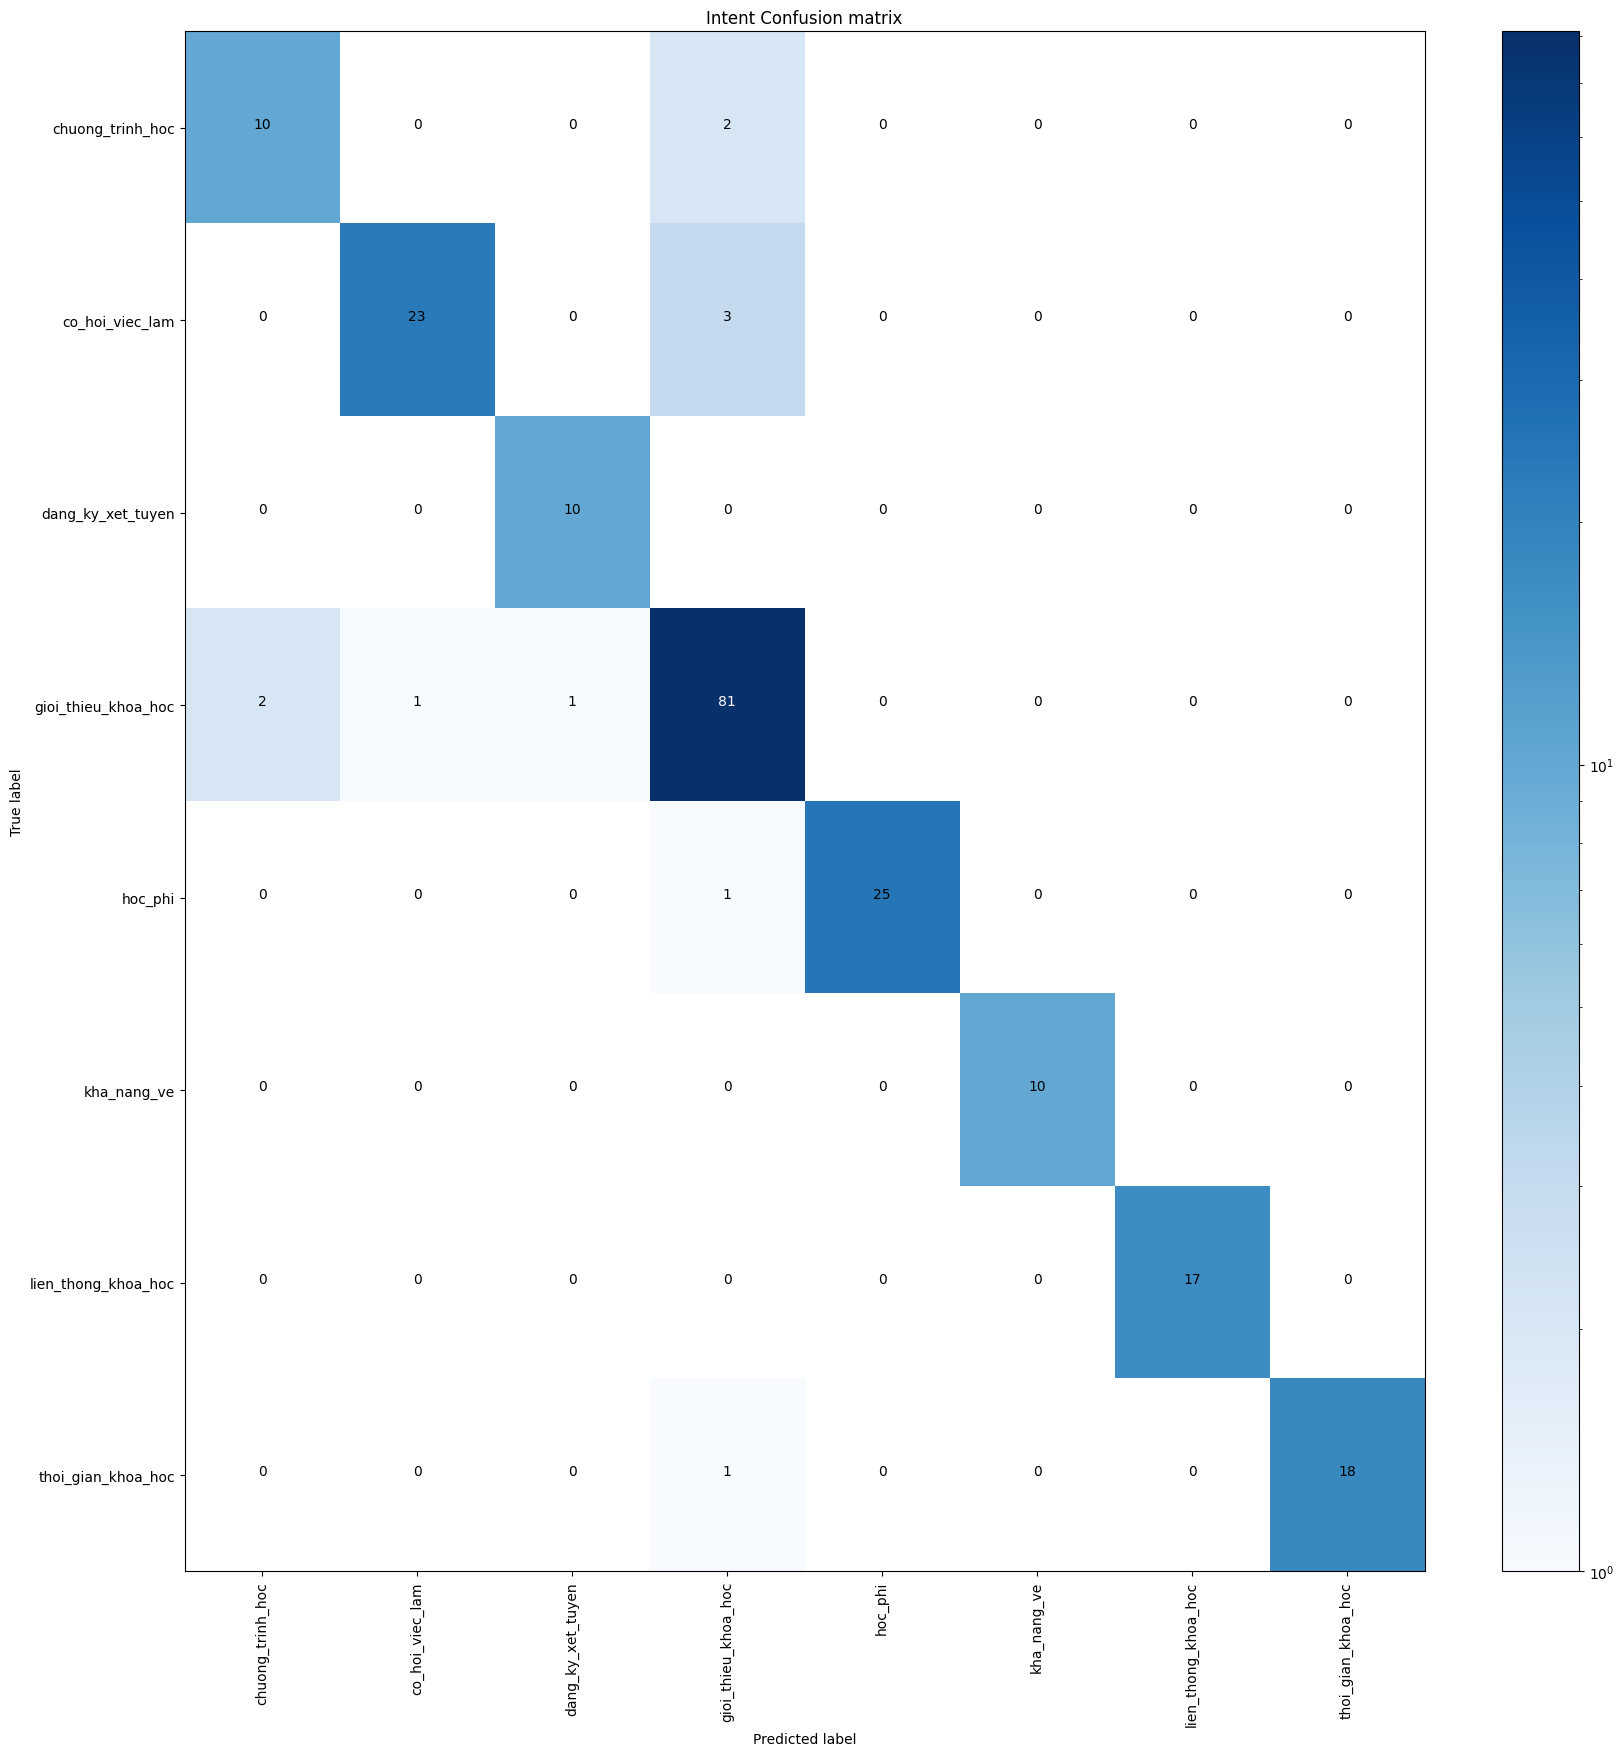 Intent Confusion matrix
chuong_trinh_hoc 10 0 0 2 0 0 0 0
co_hoi_viec_lam 0 23 0 3 0 0 0 0
dang_ky_xet_tuyen 0 0 10 0 0 0 0 0
gioi_thieu_khoa_hoc 2 1 1 81 0 0 0 0
hoc_phi 0 0 0 1 25 0 0 0
kha_nang_ve 0 0 0 0 0 10 0 0
lien_thong_khoa_hoc 0 0 0 0 0 0 17 0
thoi_gian_khoa_hoc 0 0 0 1 0 0 0 18
True label
chuong_trinh_hoc
co_hoi_viec_lam
dang_ky_xet_tuyen
gioi_thieu_khoa_hoc
hoc_phi
kha_nang_ve
lien_thong_khoa_hoc
thoi_gian_khoa_hoc
Predicted label
10¹
10⁰